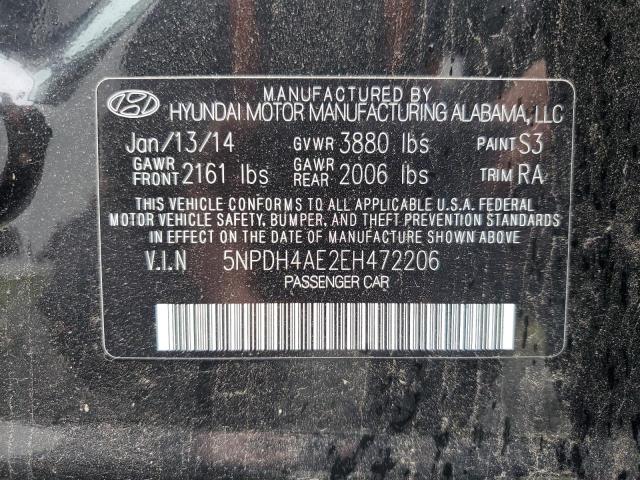 MANUFACTURED BY
HYUNDAI MOTOR MANUFACTURING ALABAMA, LLC
Jan/13/14 GVWR 3880 lbs PAINT S3
GAWR FRONT 2161 lbs GAWR REAR 2006 lbs TRIM RA
THIS VEHICLE CONFORMS TO ALL APPLICABLE U.S.A. FEDERAL
MOTOR VEHICLE SAFETY, BUMPER, AND THEFT PREVENTION STANDARDS
IN EFFECT ON THE DATE OF MANUFACTURE SHOWN ABOVE.
V.I.N 5NPDH4AE2EH472206
PASSENGER CAR